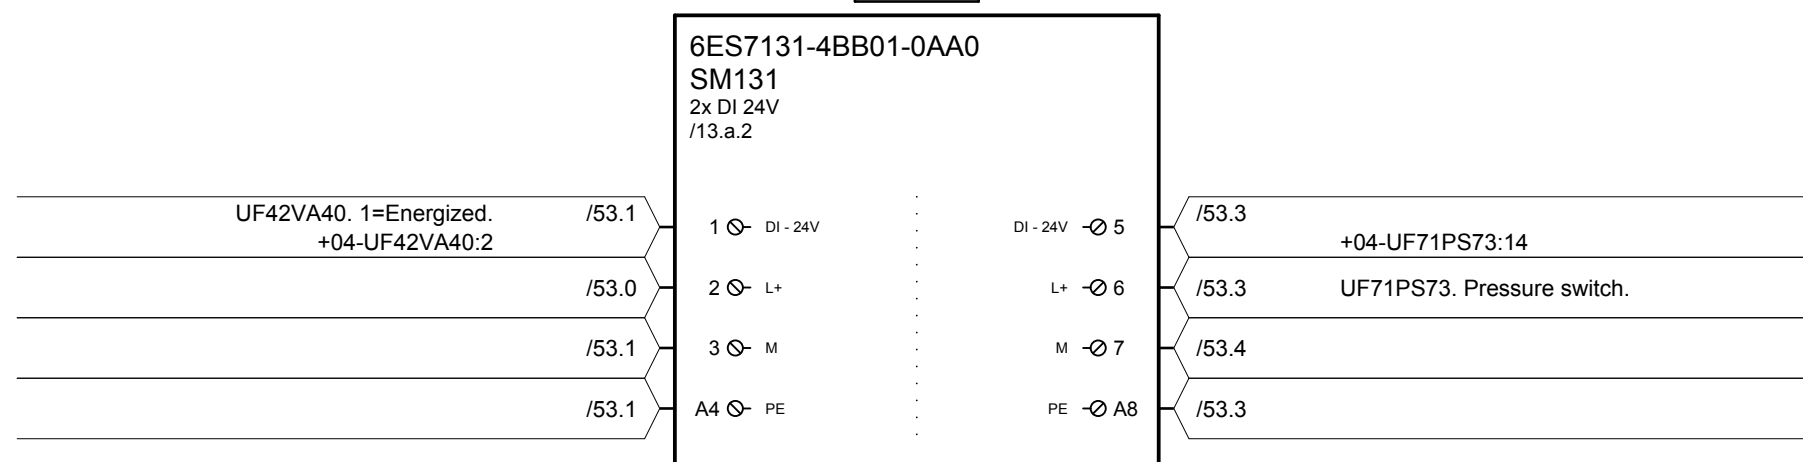 6ES7131-4BB01-0AA0
SM131
2x DI 24V
/13.a.2
UF42VA40. 1=Energized. /53.1 1 DI - 24V DI - 24V 5 /53.3
+04-UF42VA40:2 +04-UF71PS73:14
/53.0 2 L+ L+ 6 /53.3 UF71PS73. Pressure switch.
/53.1 3 M M 7 /53.4
/53.1 A4 PE PE A8 /53.3